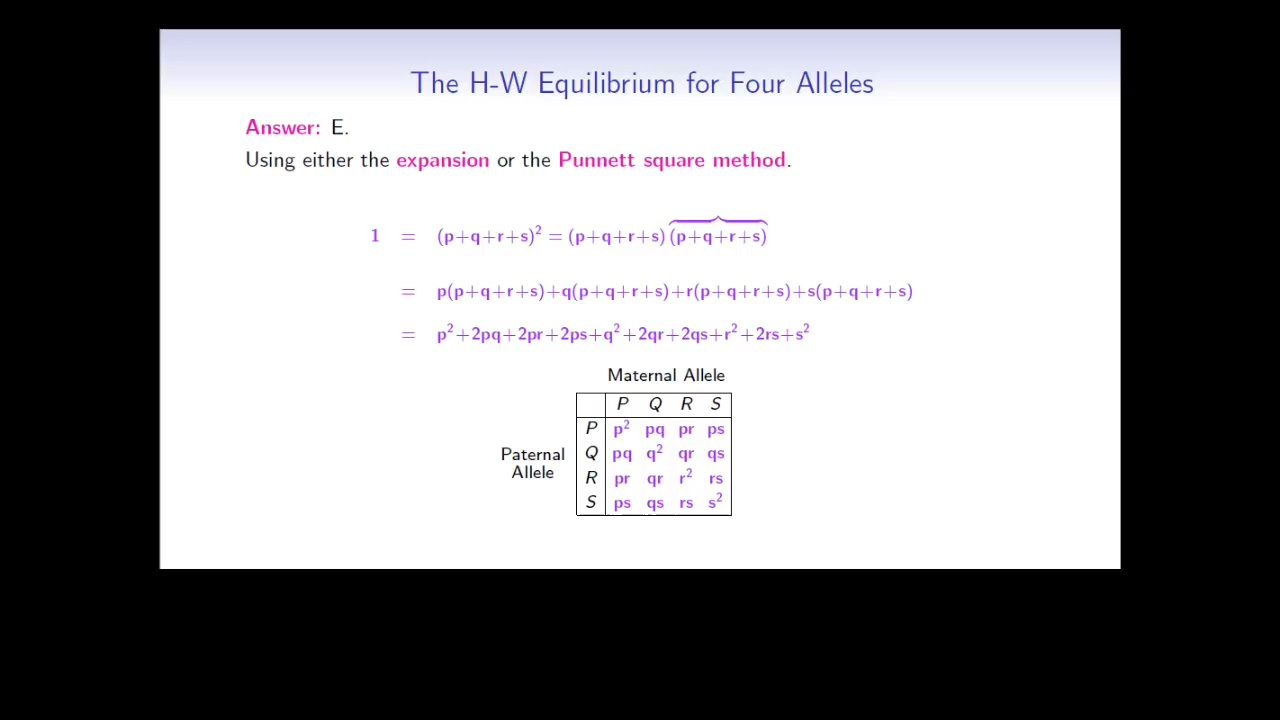 The H-W Equilibrium for Four Alleles
Answer: E.
Using either the expansion or the Punnett square method.
1 = (p+q+r+s)² = (p+q+r+s)(p+q+r+s)
= p(p+q+r+s)+q(p+q+r+s)+r(p+q+r+s)+s(p+q+r+s)
= p²+2pq+2pr+2ps+q²+2qr+2qs+r²+2rs+s²
Maternal Allele
P Q R S
P p² pq pr ps
Paternal Allele
Q pq q² qr qs
R pr qr r² rs
S ps qs rs s²